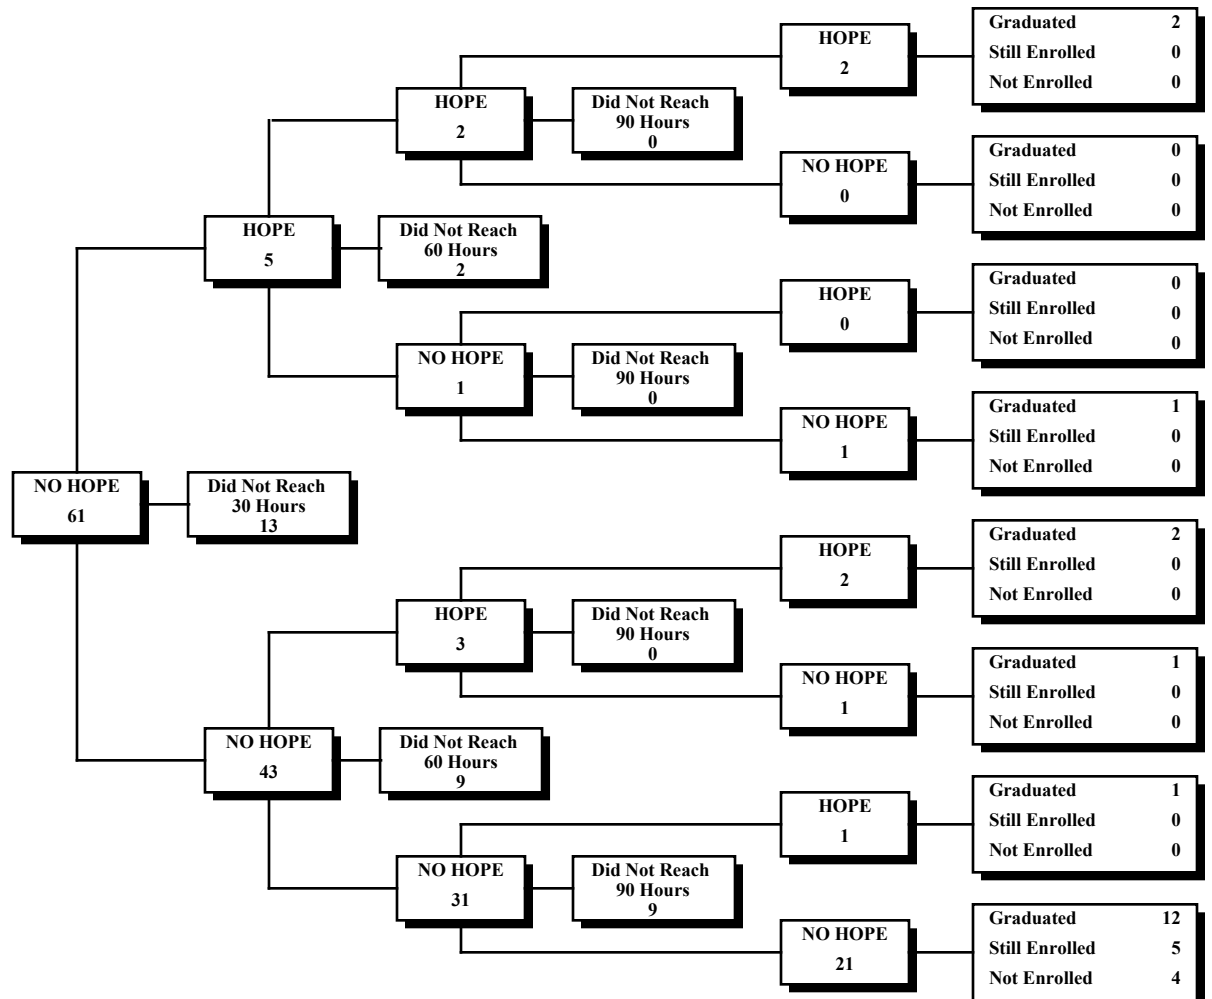 HOPE
2
Graduated 2
Still Enrolled 0
Not Enrolled 0
HOPE
2
Did Not Reach
90 Hours
0
NO HOPE
0
Graduated 0
Still Enrolled 0
Not Enrolled 0
HOPE
5
Did Not Reach
60 Hours
2
HOPE
0
Graduated 0
Still Enrolled 0
Not Enrolled 0
NO HOPE
1
Did Not Reach
90 Hours
0
NO HOPE
1
Graduated 1
Still Enrolled 0
Not Enrolled 0
NO HOPE
61
Did Not Reach
30 Hours
13
HOPE
2
Graduated 2
Still Enrolled 0
Not Enrolled 0
HOPE
3
Did Not Reach
90 Hours
0
NO HOPE
1
Graduated 1
Still Enrolled 0
Not Enrolled 0
NO HOPE
43
Did Not Reach
60 Hours
9
HOPE
1
Graduated 1
Still Enrolled 0
Not Enrolled 0
NO HOPE
31
Did Not Reach
90 Hours
9
NO HOPE
21
Graduated 12
Still Enrolled 5
Not Enrolled 4